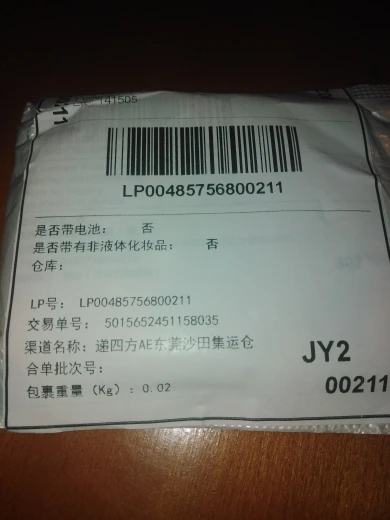 141505
LP00485756800211
是否带电池： 否
是否带有非液体化妆品： 否
仓库：
LP号： LP00485756800211
交易单号： 5015652451158035
渠道名称：递四方AE东莞沙田集运仓
合单批次号：
包裹重量（Kg）：0.02
JY2
00211